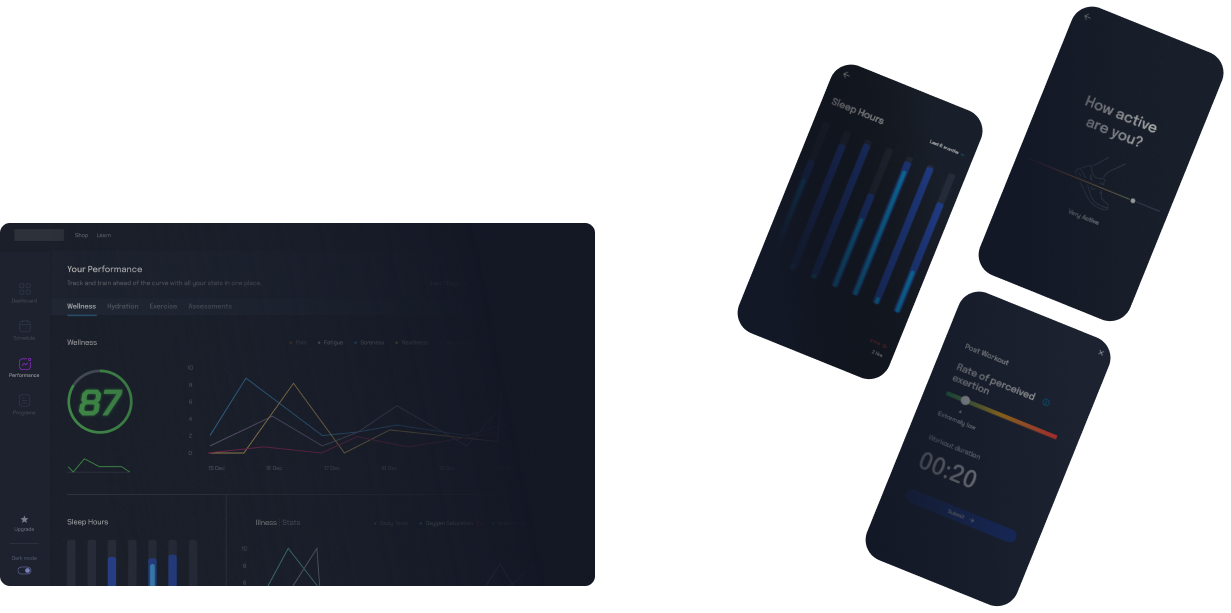 Shop Learn
Your Performance
Track and train ahead of the curve with all your stats in one place
Wellness Hydration Exercise Assessments
Dashboard
Schedule
Performance
Programs
Upgrade
Dark mode
Wellness
Fatigue Soreness Readiness
87
10
8
6
4
2
0
Sleep Hours
Illness Stats
10
8
6
Sleep Hours
Last 6 months
How active
are you?
Very Active
Post Workout
Rate of perceived
exertion
Extremely low
Workout duration
00:20
Submit